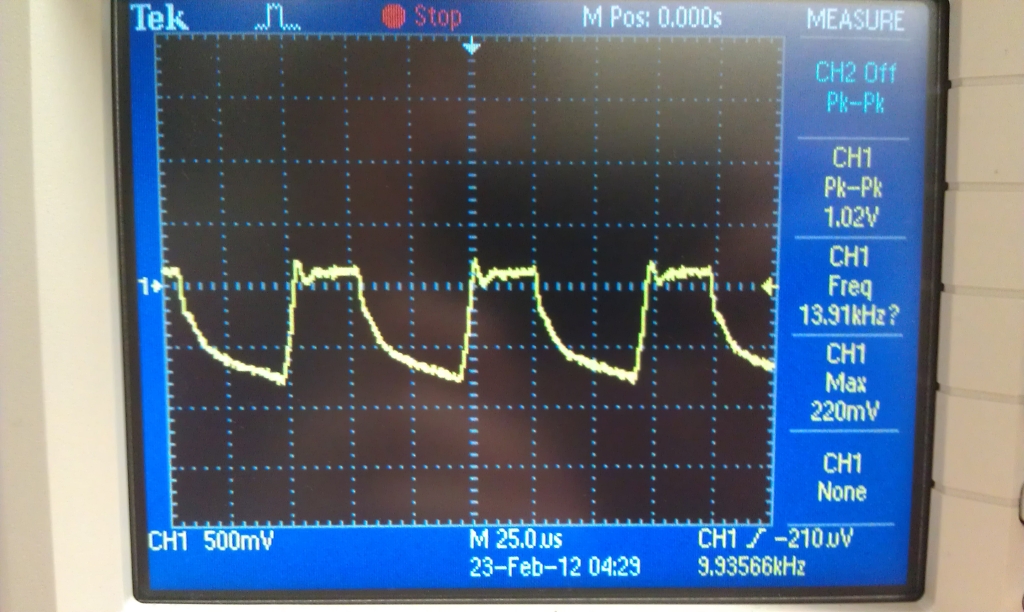 Tek Stop M Pos: 0.000s MEASURE
CH2 Off
Pk-Pk
CH1
Pk-Pk
1.02V
1
CH1
Freq
13.91kHz?
CH1
Max
220mV
CH1
None
CH1 500mV M 25.0us CH1 -210uV
23-Feb-12 04:29 9.93566kHz